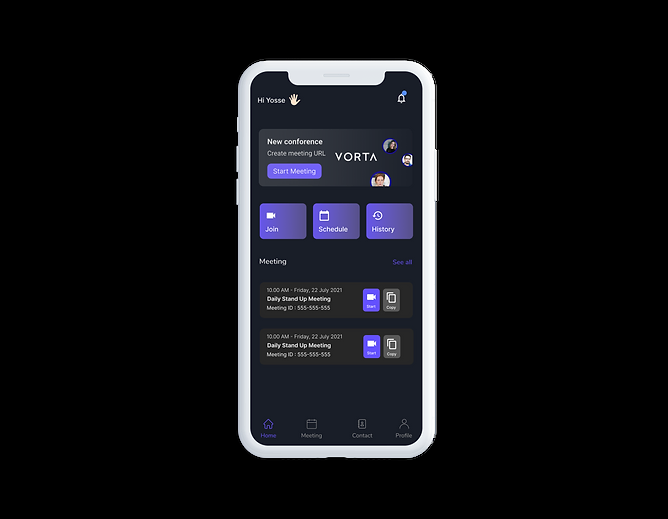 Hi Yosse
New conforence
Create meeting URL
VORTA
Start Meeting
Join
Schedule
History
Meeting
See all
10.00 AM - Friday, 22 July 2021
Daily Stand Up Meeting
Meeting ID : 555-555-555
Start
Copy
10.00 AM - Friday, 22 July 2021
Daily Stand Up Meeting
Meeting ID : 555-555-555
Start
Copy
Home
Meeting
Contact
Profile